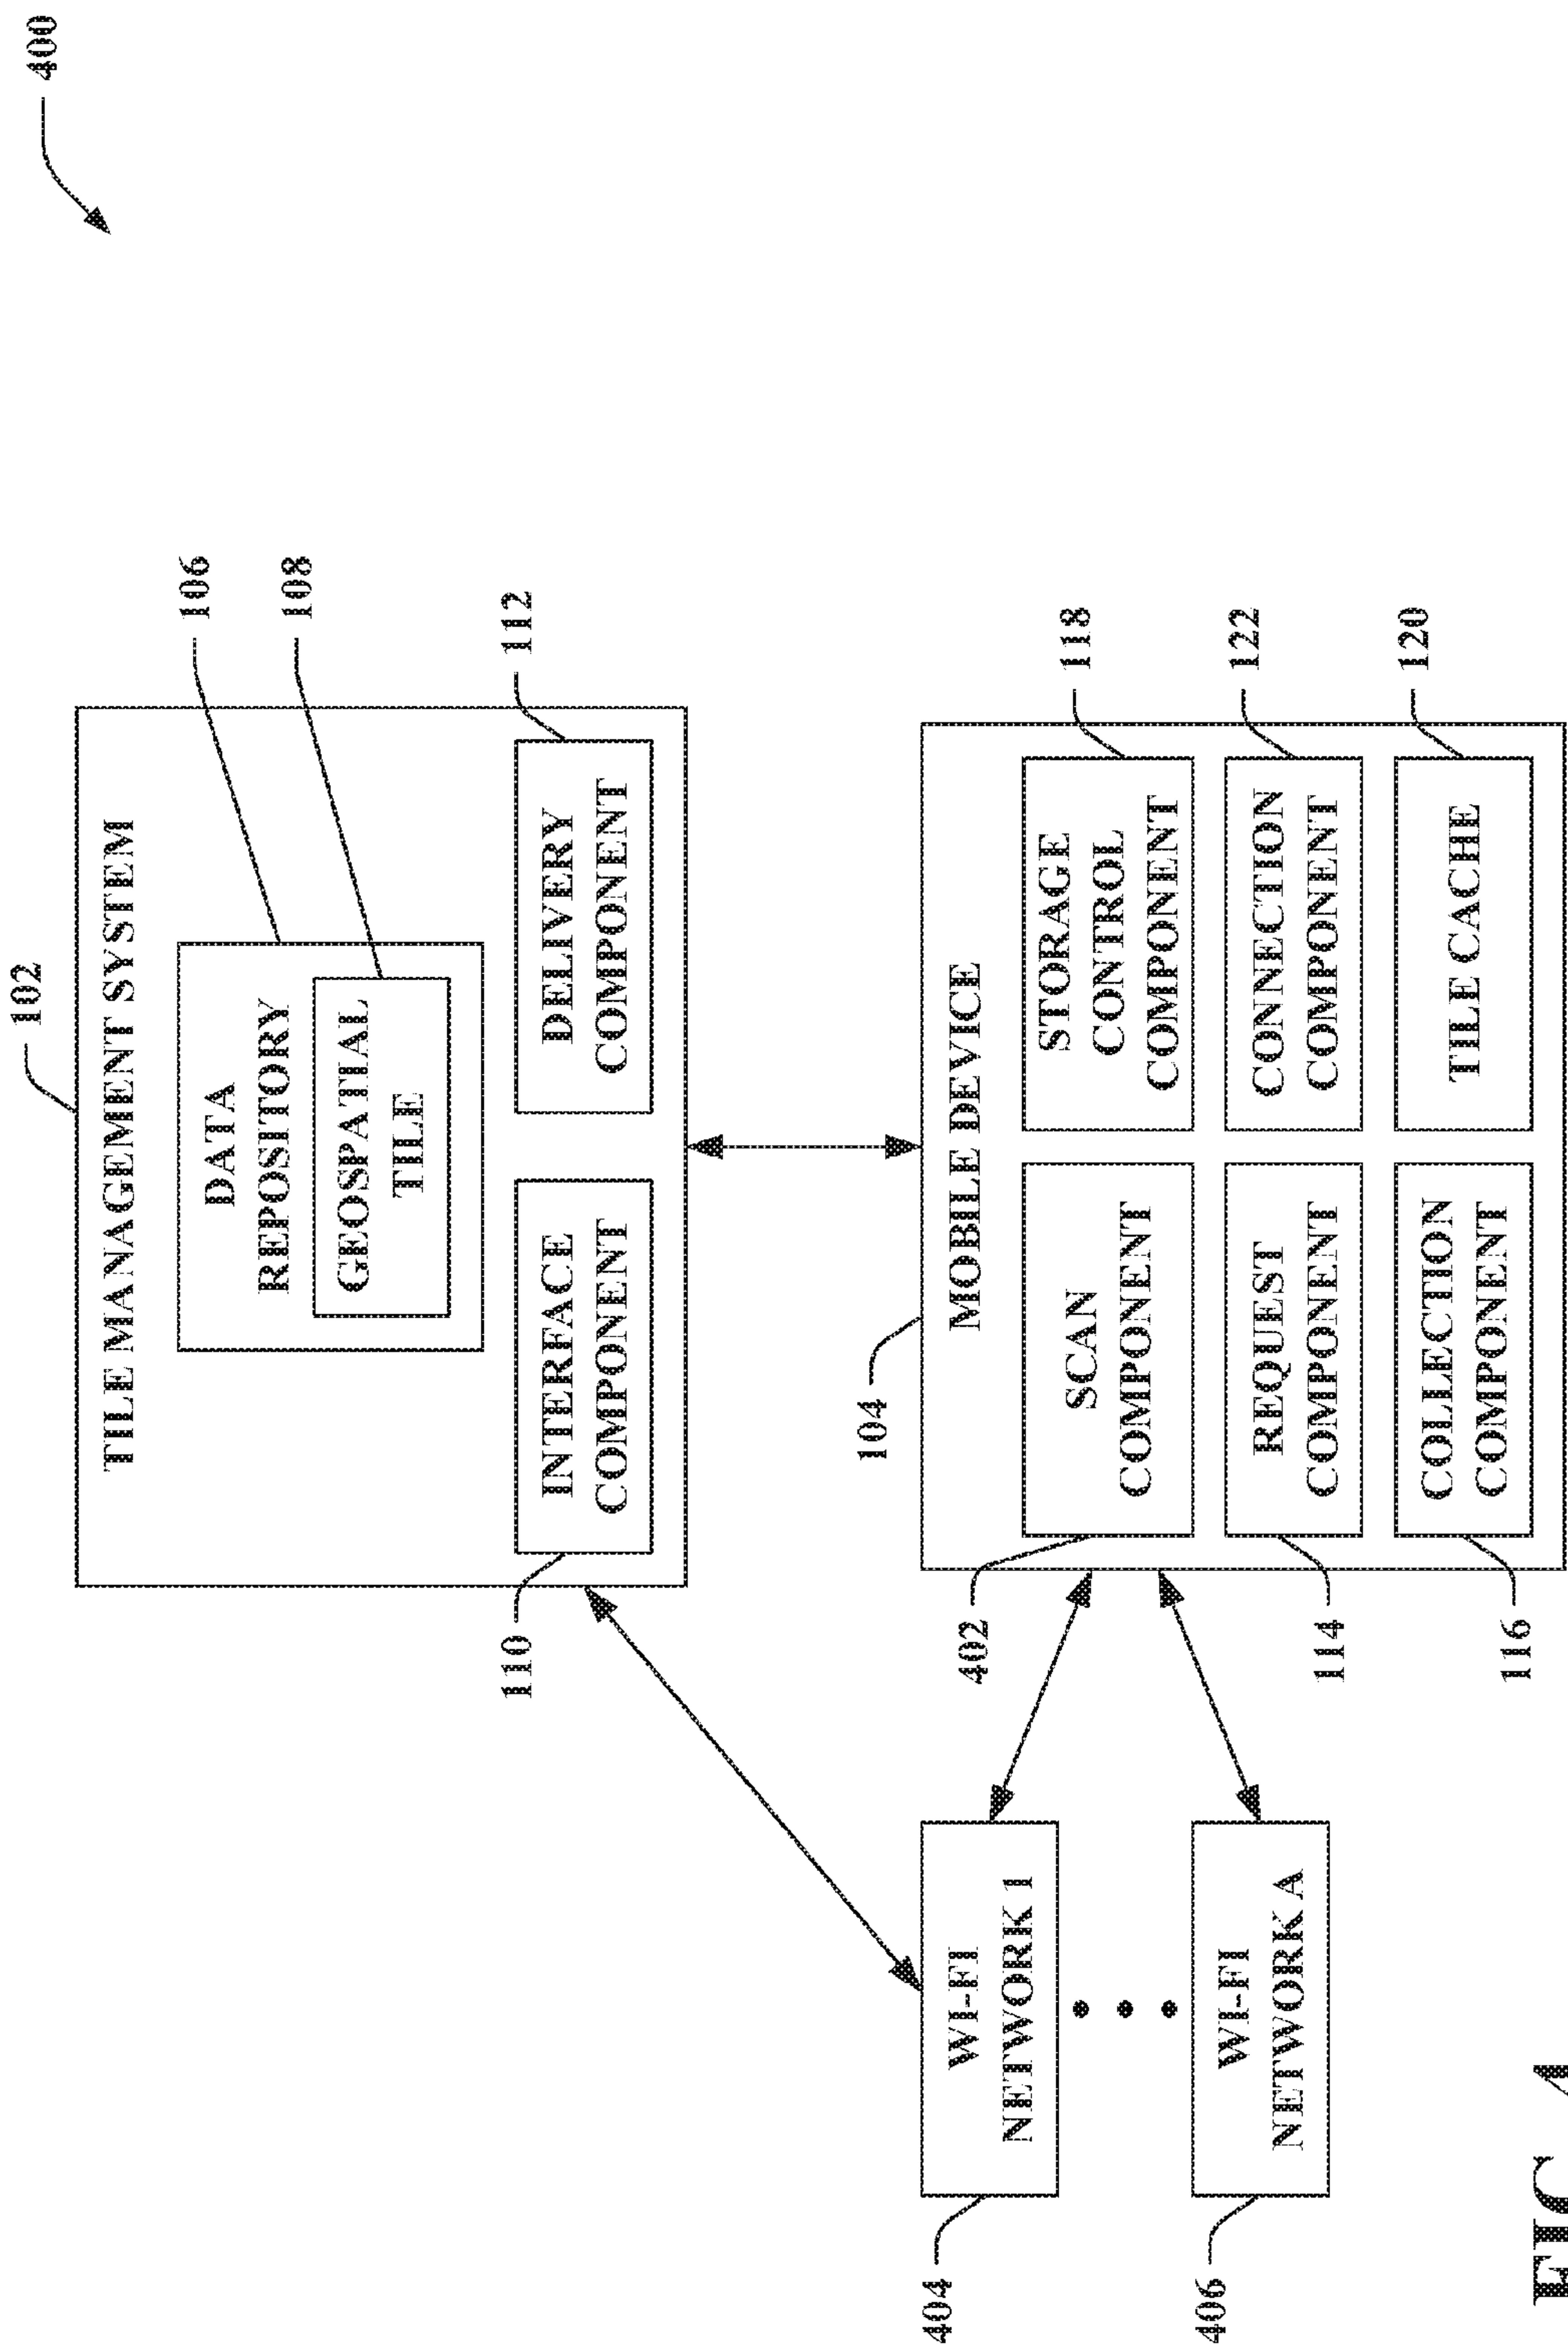 400
102
TILE MANAGEMENT SYSTEM
DATA
REPOSITORY
106
GEOSPATIAL
TILE
108
INTERFACE
COMPONENT
110
DELIVERY
COMPONENT
112
104
MOBILE DEVICE
SCAN
COMPONENT
402
STORAGE
CONTROL
COMPONENT
118
REQUEST
COMPONENT
114
CONNECTION
COMPONENT
122
COLLECTION
COMPONENT
116
TILE CACHE
120
WI-FI
NETWORK 1
404
WI-FI
NETWORK A
406
FIG. 4